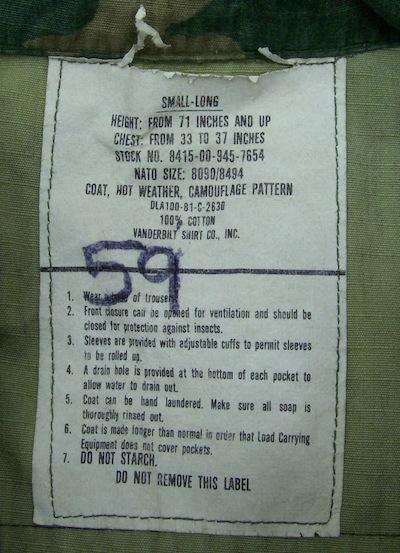 SMALL-LONG
HEIGHT: FROM 71 INCHES AND UP
CHEST: FROM 33 TO 37 INCHES
STOCK NO. 8415-00-945-7654
NATO SIZE: 8090/8494
COAT, HOT WEATHER, CAMOUFLAGE PATTERN
DLA100-81-C-2630
100% COTTON
VANDERBILT SHIRT CO., INC.
59
1. Wear outside of trousers
2. Front closure can be opened for ventilation and should be
closed for protection against insects.
3. Sleeves are provided with adjustable cuffs to permit sleeves
to be rolled up.
4. A drain hole is provided at the bottom of each pocket to
allow water to drain out.
5. Coat can be hand laundered. Make sure all soap is
thoroughly rinsed out.
6. Coat is made longer than normal in order that Load Carrying
Equipment does not cover pockets.
7. DO NOT STARCH.
DO NOT REMOVE THIS LABEL